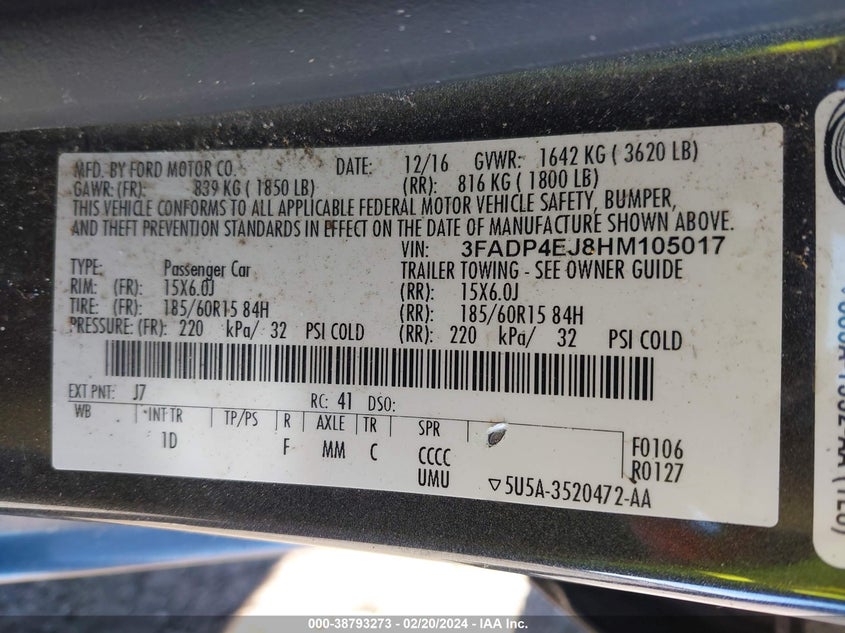 MFD. BY FORD MOTOR CO. DATE: 12/16 GVWR: 1642 KG ( 3620 LB)
GAWR: (FR): 839 KG ( 1850 LB) (RR): 816 KG ( 1800 LB)
THIS VEHICLE CONFORMS TO ALL APPLICABLE FEDERAL MOTOR VEHICLE SAFETY, BUMPER,
AND THEFT PREVENTION STANDARDS IN EFFECT ON THE DATE OF MANUFACTURE SHOWN ABOVE.
VIN: 3FADP4EJ8HM105017
TYPE: Passenger Car TRAILER TOWING - SEE OWNER GUIDE
RIM: (FR): 15X6.0J (RR): 15X6.0J
TIRE: (FR): 185/60R15 84H (RR): 185/60R15 84H
PRESSURE: (FR): 220 kPa/ 32 PSI COLD (RR): 220 kPa/ 32 PSI COLD
EXT PNT: J7 RC: 41 DSO:
WB INT TR TP/PS R AXLE TR SPR
1D F MM C CCCC F0106
UMU R0127
▽5U5A-3520472-AA
000-38793273 - 02/20/2024 - IAA Inc.